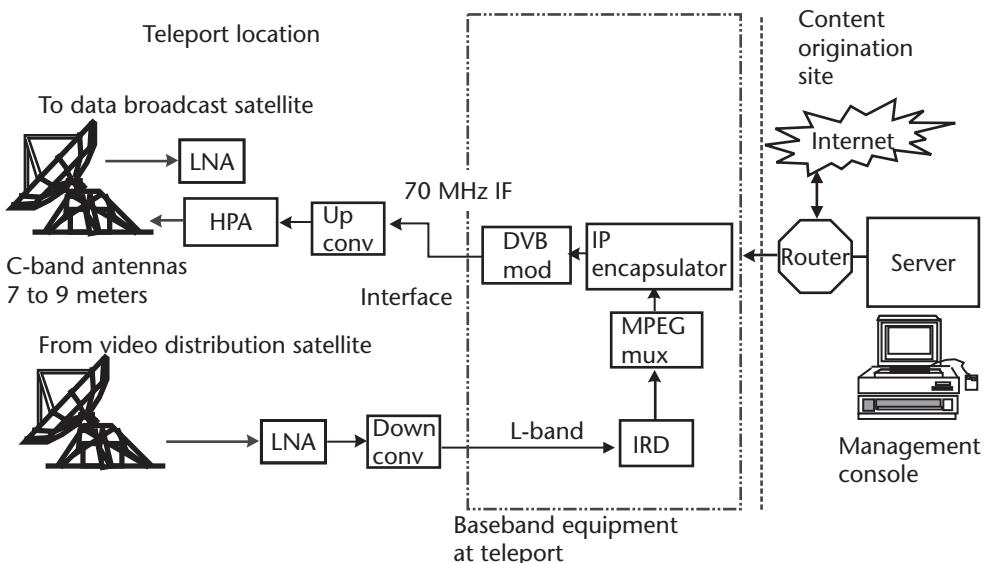 Teleport location
Content
origination
site
To data broadcast satellite
LNA
Internet
70 MHz IF
HPA
Up
conv
DVB
mod
IP
encapsulator
Router
Server
C-band antennas
7 to 9 meters
Interface
MPEG
mux
From video distribution satellite
LNA
Down
conv
L-band
IRD
Management
console
Baseband equipment
at teleport